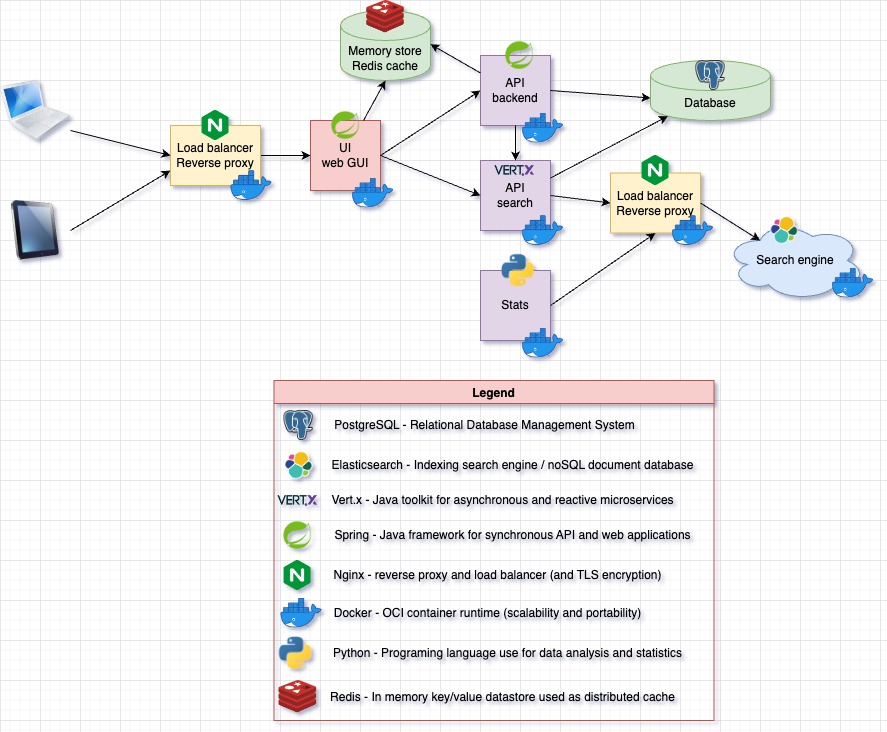 Memory store
Redis cache
API
backend
Database
Load balancer
Reverse proxy
UI
web GUI
VERT.X
API
search
Load balancer
Reverse proxy
Search engine
Stats
Legend
PostgreSQL - Relational Database Management System
Elasticsearch - Indexing search engine / noSQL document database
VERT.X Vert.x - Java toolkit for asynchronous and reactive microservices
Spring - Java framework for synchronous API and web applications
N Nginx - reverse proxy and load balancer (and TLS encryption)
Docker - OCI container runtime (scalability and portability)
Python - Programing language use for data analysis and statistics
Redis - In memory key/value datastore used as distributed cache